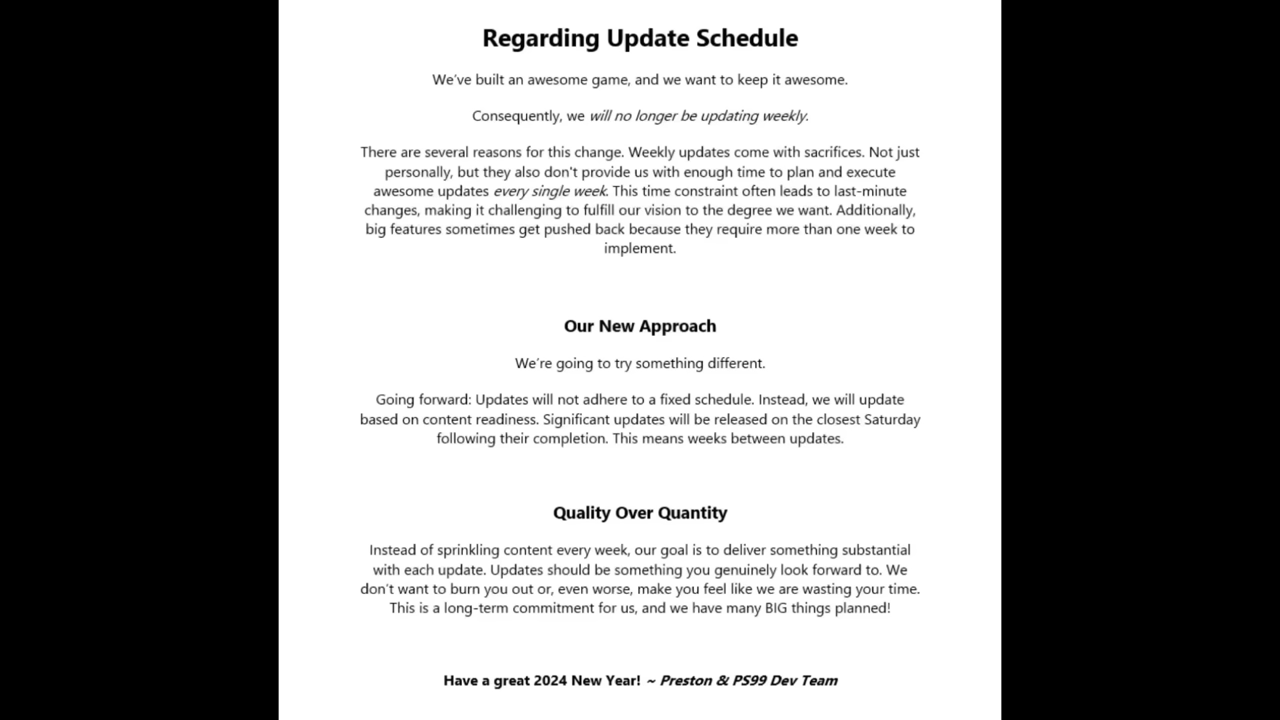 Regarding Update Schedule
We've built an awesome game, and we want to keep it awesome.
Consequently, we will no longer be updating weekly.
There are several reasons for this change. Weekly updates come with sacrifices. Not just
personally, but they also don't provide us with enough time to plan and execute
awesome updates every single week. This time constraint often leads to last-minute
changes, making it challenging to fulfill our vision to the degree we want. Additionally,
big features sometimes get pushed back because they require more than one week to
implement.
Our New Approach
We're going to try something different.
Going forward: Updates will not adhere to a fixed schedule. Instead, we will update
based on content readiness. Significant updates will be released on the closest Saturday
following their completion. This means weeks between updates.
Quality Over Quantity
Instead of sprinkling content every week, our goal is to deliver something substantial
with each update. Updates should be something you genuinely look forward to. We
don't want to burn you out or, even worse, make you feel like we are wasting your time.
This is a long-term commitment for us, and we have many BIG things planned!
Have a great 2024 New Year! ~ Preston & PS99 Dev Team